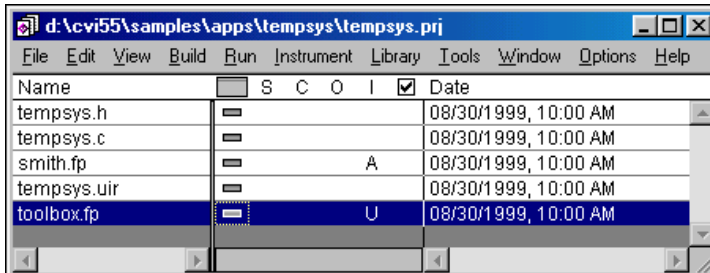 d:\cvi55\samples\apps\tempsys\tempsys.prj
File Edit View Build Run Instrument Library Tools Window Options Help
Name S C O I Date
tempsys.h 08/30/1999, 10:00 AM
tempsys.c 08/30/1999, 10:00 AM
smith.fp A 08/30/1999, 10:00 AM
tempsys.uir 08/30/1999, 10:00 AM
toolbox.fp U 08/30/1999, 10:00 AM